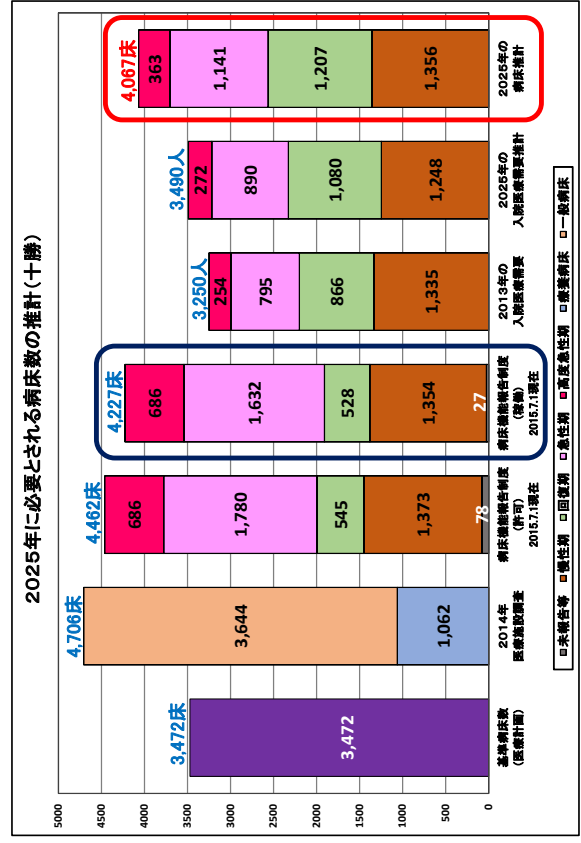 2025年に必要とされる病床数の推計(十勝)
5000
4500
4000
3500
3000
2500
2000
1500
1000
500
0
3,472床
3,472
基準病床数
(医療計画)
4,706床
3,644
1,062
2014年
医療施設調査
4,462床
686
1,780
545
1,373
78
病床機能報告制度
(許可)
2015.7.1現在
4,227床
686
1,632
528
1,354
27
病床機能報告制度
(稼働)
2015.7.1現在
3,250人
254
795
866
1,335
2013年の
入院医療需要
3,490人
272
890
1,080
1,248
2025年の
入院医療需要推計
4,067床
363
1,141
1,207
1,356
2025年の
病床推計
未報告等 慢性期 回復期 急性期 高度急性期 療養病床 一般病床